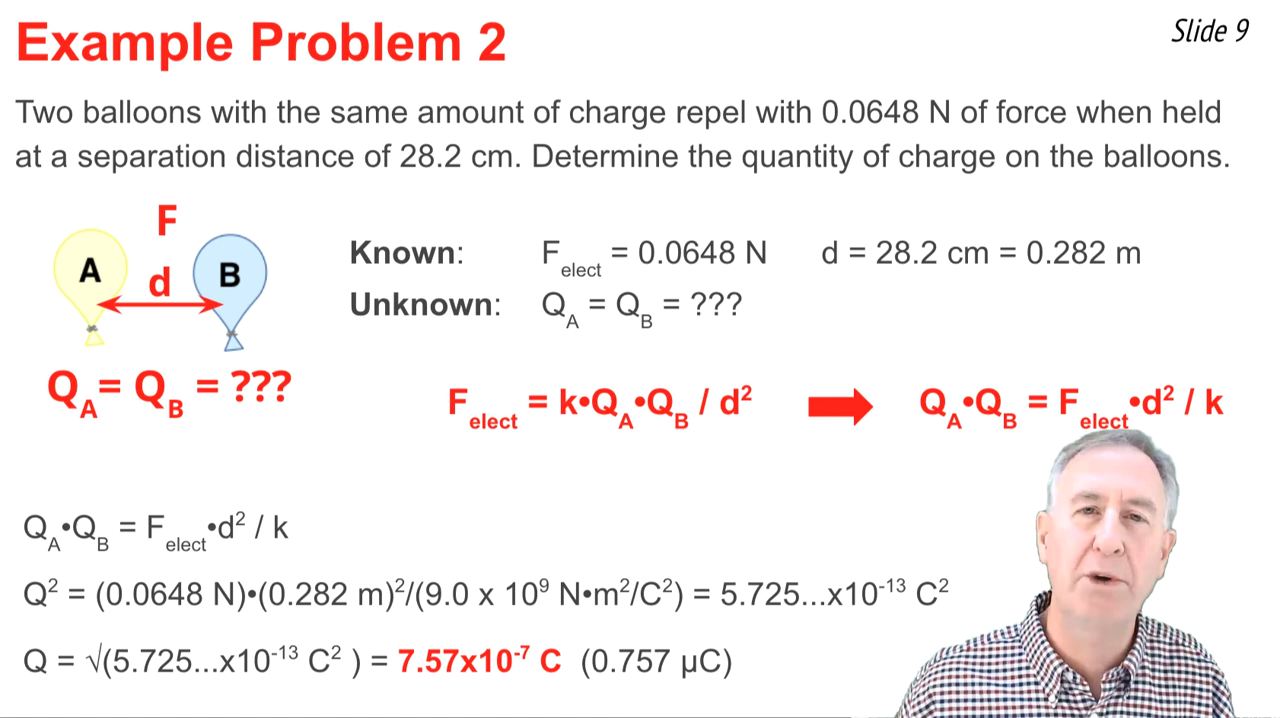 Example Problem 2
Slide 9
Two balloons with the same amount of charge repel with 0.0648 N of force when held
at a separation distance of 28.2 cm. Determine the quantity of charge on the balloons.
F
A d B
Known: F_elect = 0.0648 N d = 28.2 cm = 0.282 m
Unknown: Q_A = Q_B = ???
Q_A = Q_B = ???
F_elect = k•Q_A•Q_B / d² ➡ Q_A•Q_B = F_elect•d² / k
Q_A•Q_B = F_elect•d² / k
Q² = (0.0648 N)•(0.282 m)²/(9.0 x 10⁹ N•m²/C²) = 5.725...x10⁻¹³ C²
Q = √(5.725...x10⁻¹³ C² ) = 7.57x10⁻⁷ C (0.757 μC)